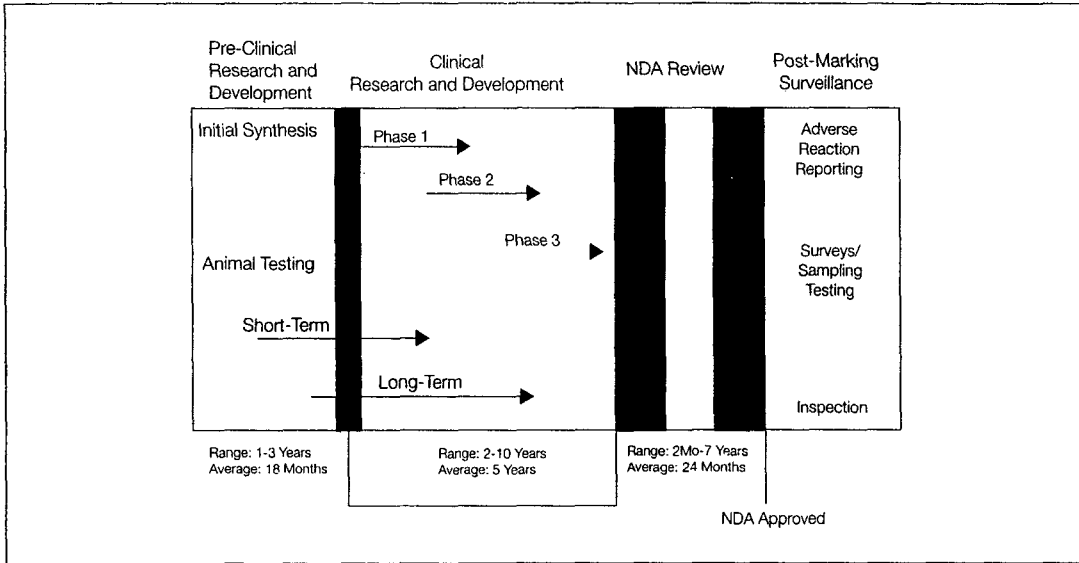 Pre-Clinical
Research and
Development
Clinical
Research and Development
NDA Review
Post-Marking
Surveillance
Initial Synthesis
Phase 1
Phase 2
Phase 3
Animal Testing
Short-Term
Long-Term
Adverse
Reaction
Reporting
Surveys/
Sampling
Testing
Inspection
Range: 1-3 Years
Average: 18 Months
Range: 2-10 Years
Average: 5 Years
Range: 2Mo-7 Years
Average: 24 Months
NDA Approved